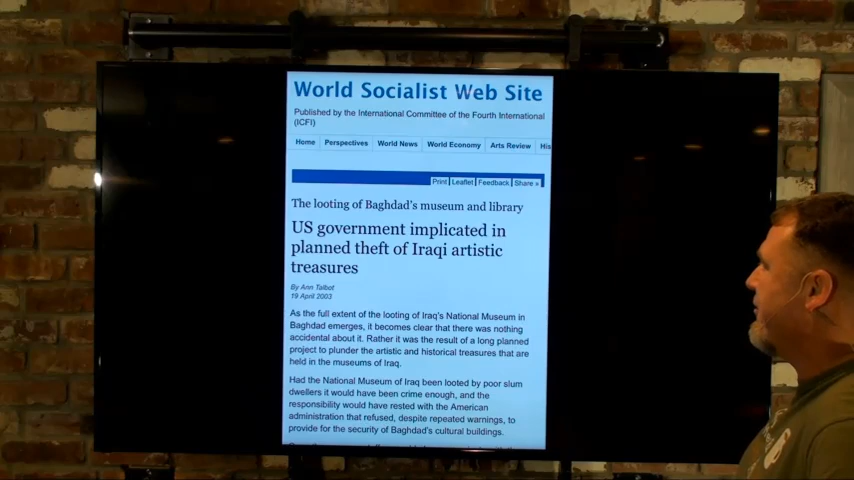 World Socialist Web Site
Published by the International Committee of the Fourth International
(ICFI)
Home Perspectives World News World Economy Arts Review His
Print Leaflet Feedback Share »
The looting of Baghdad's museum and library
US government implicated in
planned theft of Iraqi artistic
treasures
By Ann Talbot
19 April 2003
As the full extent of the looting of Iraq's National Museum in
Baghdad emerges, it becomes clear that there was nothing
accidental about it. Rather it was the result of a long planned
project to plunder the artistic and historical treasures that are
held in the museums of Iraq.
Had the National Museum of Iraq been looted by poor slum
dwellers it would have been crime enough, and the
responsibility would have rested with the American
administration that refused, despite repeated warnings, to
provide for the security of Baghdad's cultural buildings.